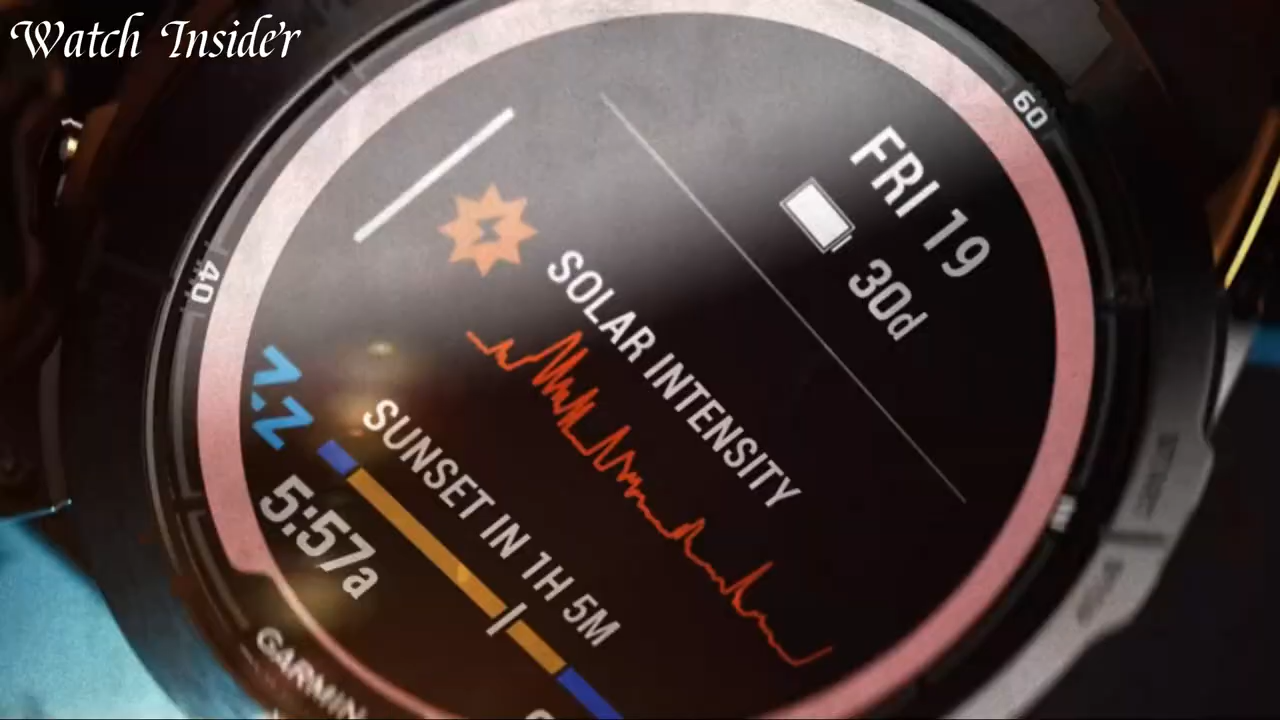 Watch Insider
60
FRI 19
30d
SOLAR INTENSITY
40
SUNSET IN 1H 5M
5:57a
GARMIN